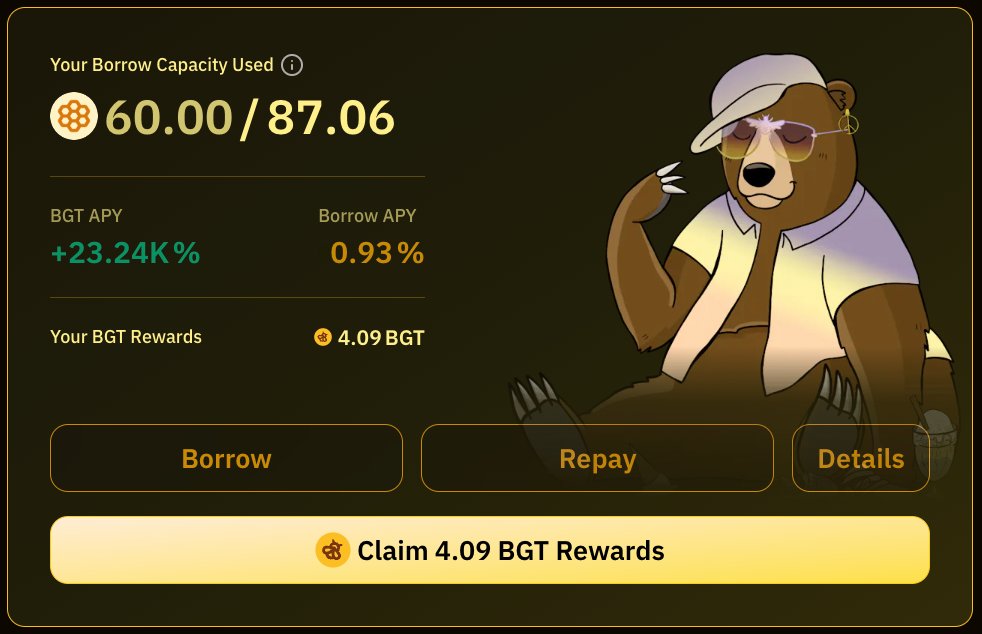 Your Borrow Capacity Used
60.00 / 87.06
BGT APY Borrow APY
+23.24K% 0.93%
Your BGT Rewards 4.09 BGT
Borrow Repay Details
Claim 4.09 BGT Rewards